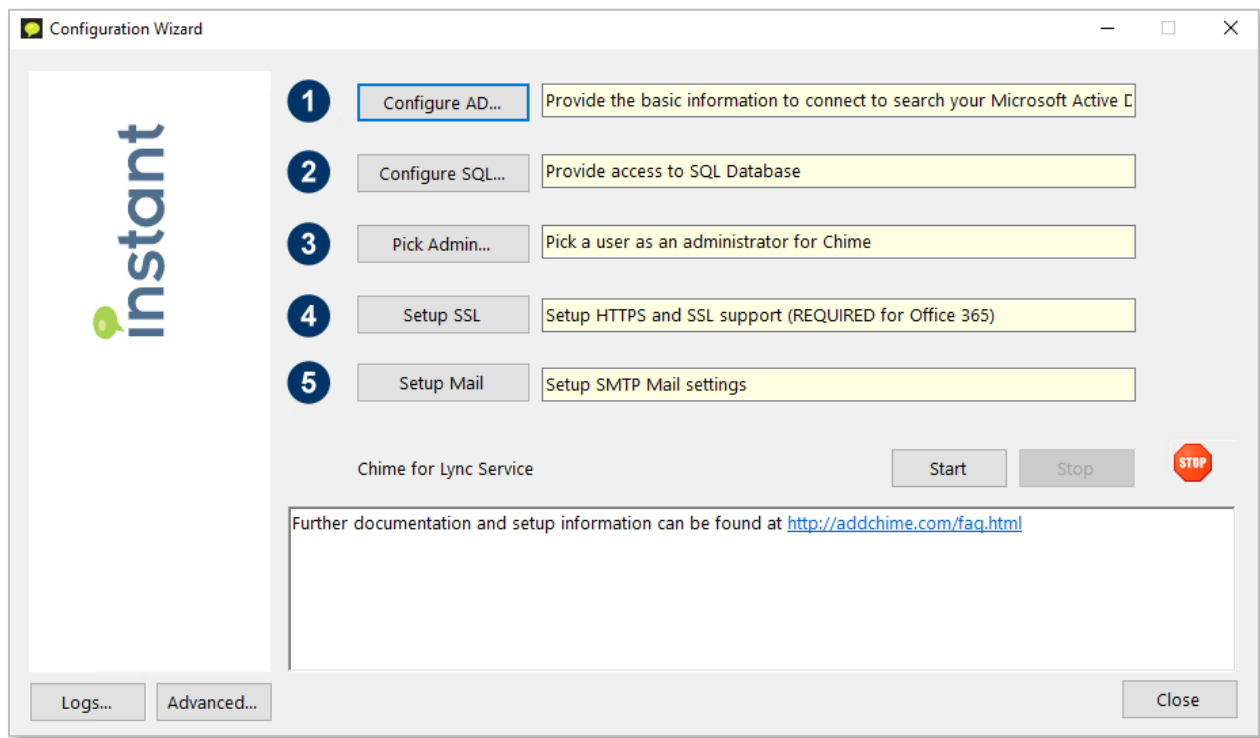 Configuration Wizard
instant
1 Configure AD... Provide the basic information to connect to search your Microsoft Active D
2 Configure SQL... Provide access to SQL Database
3 Pick Admin... Pick a user as an administrator for Chime
4 Setup SSL Setup HTTPS and SSL support (REQUIRED for Office 365)
5 Setup Mail Setup SMTP Mail settings
Chime for Lync Service Start Stop STOP
Further documentation and setup information can be found at http://addchime.com/faq.html
Logs... Advanced... Close